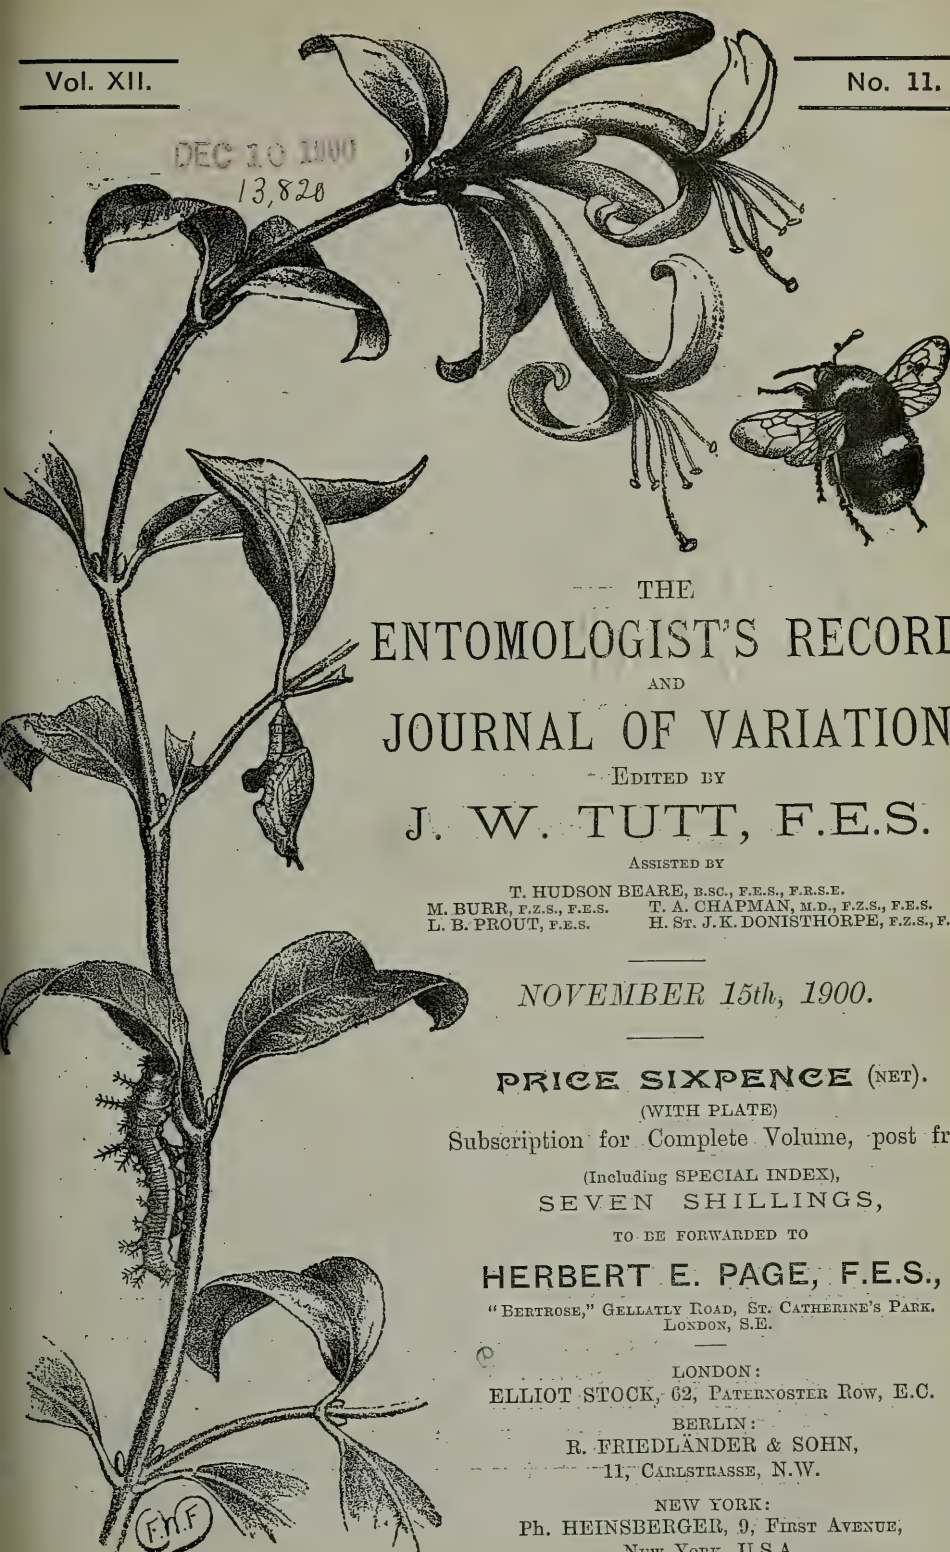 Vol. XII.
No. 11.
DEC 10 1900
13,820
THE
ENTOMOLOGIST'S RECORD
AND
JOURNAL OF VARIATION
EDITED BY
J. W. TUTT, F.E.S.
ASSISTED BY
T. HUDSON BEARE, B.SC., F.E.S., F.R.S.E.
M. BURR, F.Z.S., F.E.S. T. A. CHAPMAN, M.D., F.Z.S., F.E.S.
L. B. PROUT, F.E.S. H. ST. J. K. DONISTHORPE, F.Z.S., F.
NOVEMBER 15th, 1900.
PRICE SIXPENCE (NET).
(WITH PLATE)
Subscription for Complete Volume, post fr
(Including SPECIAL INDEX),
SEVEN SHILLINGS,
TO BE FORWARDED TO
HERBERT E. PAGE, F.E.S.,
"BERTROSE," GELLATLY ROAD, ST. CATHERINE'S PARK.
LONDON, S.E.
LONDON:
ELLIOT STOCK, 62, PATERNOSTER ROW, E.C.
BERLIN:
R. FRIEDLÄNDER & SOHN,
11, CARLSTRASSE, N.W.
NEW YORK:
Ph. HEINSBERGER, 9, FIRST AVENUE,
NEW YORK, U.S.A.
F.W.F